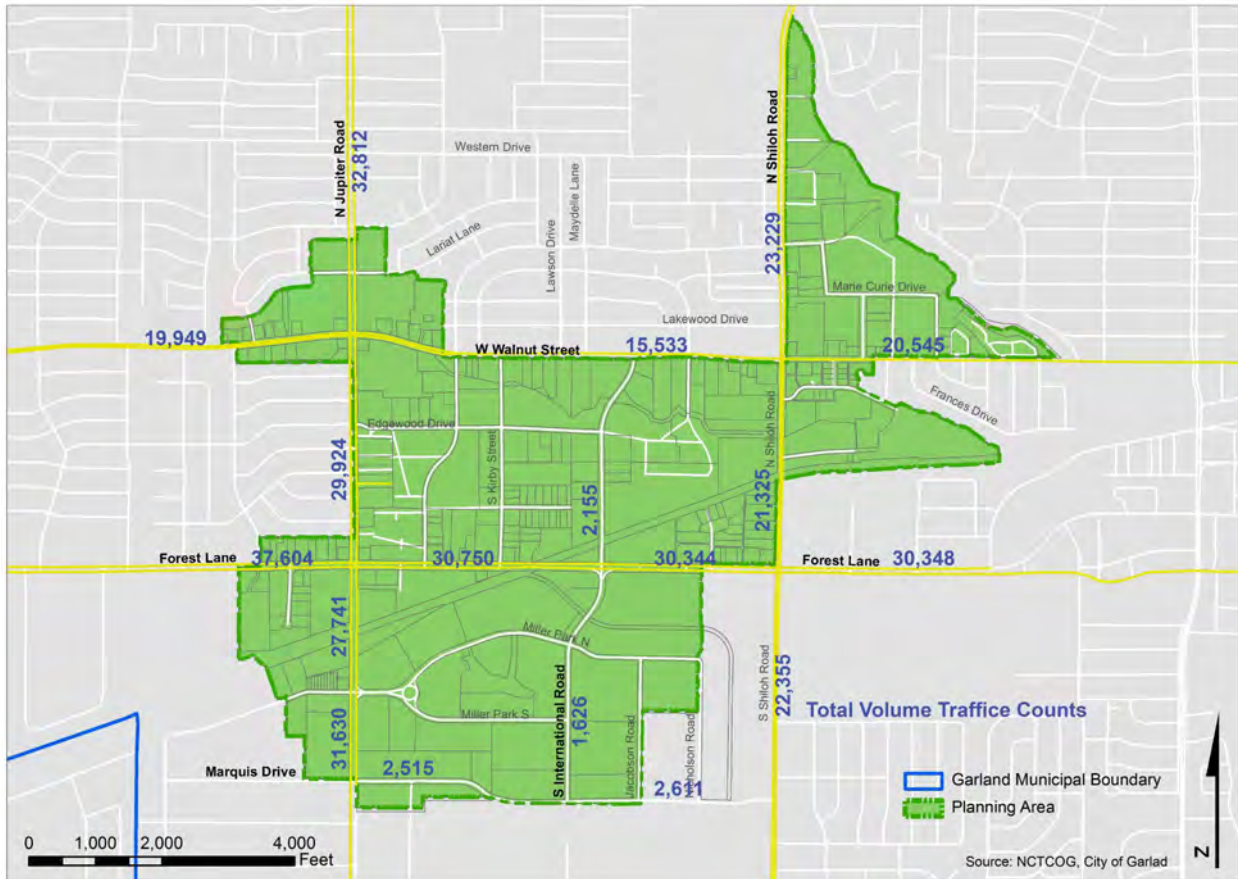 N Jupiter Road
32,812
Western Drive
N Shiloh Road
Maydelle Lane
Lariat Lane
Lawson Drive
23,229
Marie Curie Drive
Lakewood Drive
19,949
W Walnut Street
15,533
20,545
Frances Drive
Edgewood Drive
29,924
S Kirby Street
2,155
N Shiloh Road
21,325
Forest Lane
37,604
30,750
30,344
Forest Lane
30,348
27,741
Miller Park N
S Shiloh Road
22,355
Miller Park S
S International Road
1,626
Total Volume Traffice Counts
31,630
Jacobson Road
Nicholson Road
Marquis Drive
2,515
2,611
Garland Municipal Boundary
Planning Area
0 1,000 2,000 4,000
Feet
N
Source: NCTCOG, City of Garlad